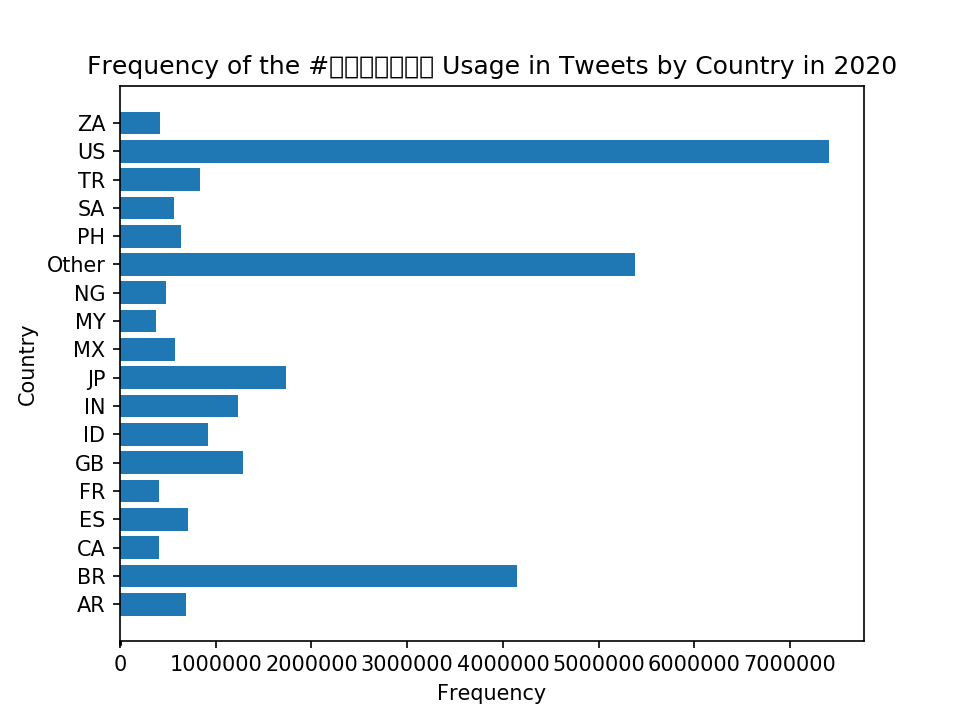 Frequency of the # Usage in Tweets by Country in 2020
ZA
US
TR
SA
PH
Other
NG
MY
MX
JP
IN
ID
GB
FR
ES
CA
BR
AR
Country
0 1000000 2000000 3000000 4000000 5000000 6000000 7000000
Frequency